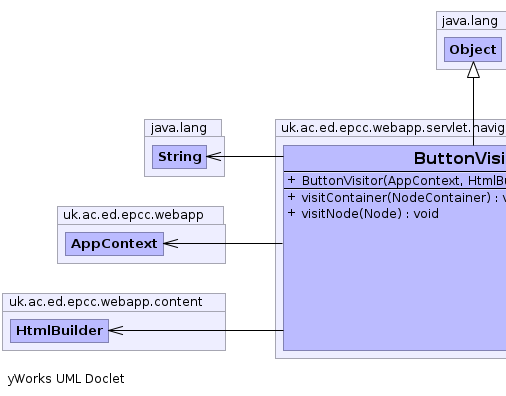 java.lang
Object
java.lang
String
uk.ac.ed.epcc.webapp.servlet.navig
ButtonVisi
+ ButtonVisitor(AppContext, HtmlBu
+ visitContainer(NodeContainer) : v
+ visitNode(Node) : void
uk.ac.ed.epcc.webapp
AppContext
uk.ac.ed.epcc.webapp.content
HtmlBuilder
yWorks UML Doclet